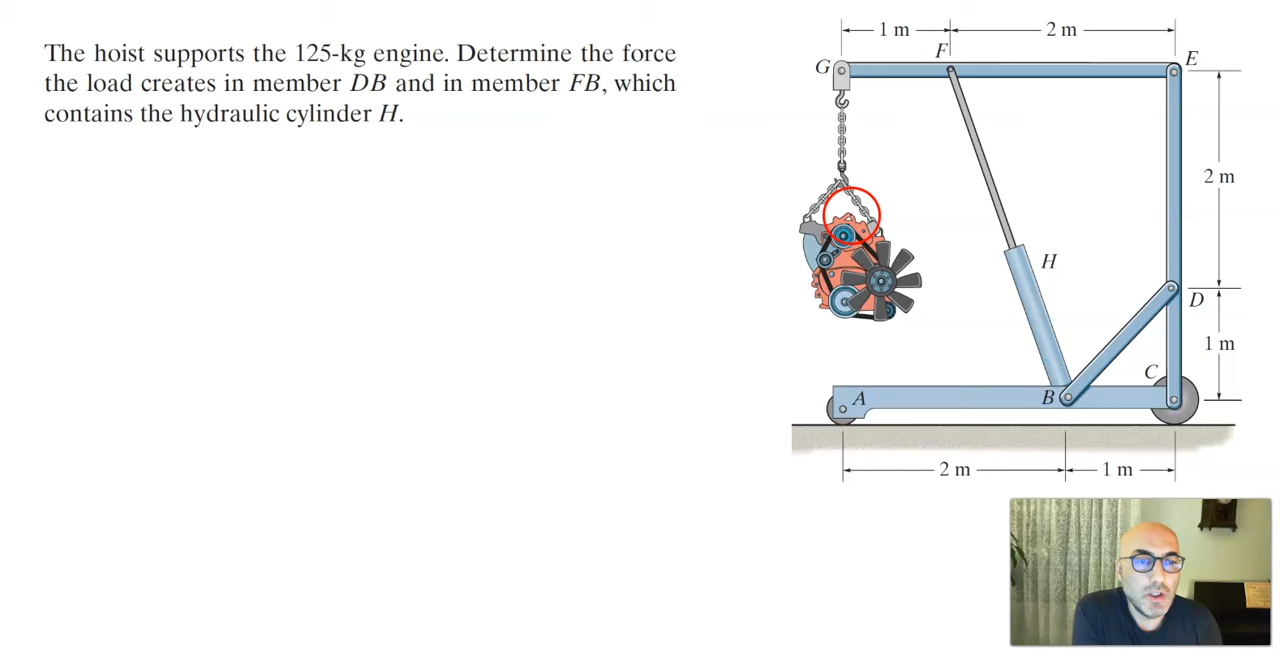 The hoist supports the 125-kg engine. Determine the force
the load creates in member DB and in member FB, which
contains the hydraulic cylinder H.
1 m
2 m
F
G
E
2 m
H
D
1 m
C
A
B
2 m
1 m